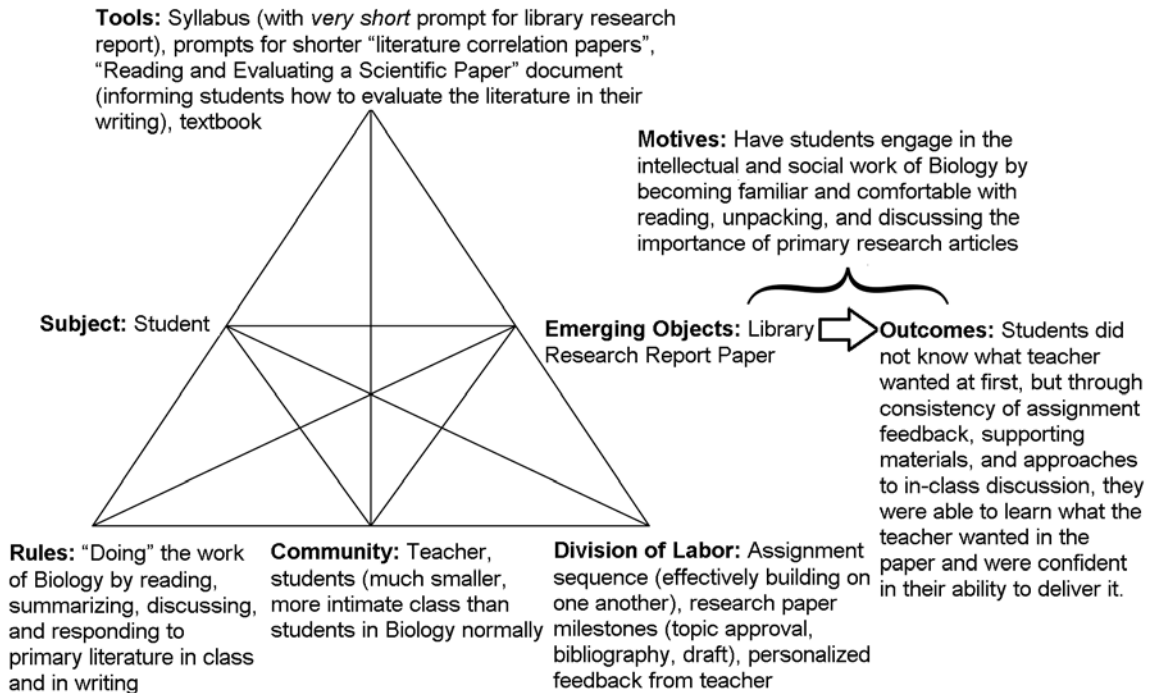 Tools: Syllabus (with very short prompt for library research
report), prompts for shorter “literature correlation papers”,
“Reading and Evaluating a Scientific Paper” document
(informing students how to evaluate the literature in their
writing), textbook
Motives: Have students engage in the
intellectual and social work of Biology by
becoming familiar and comfortable with
reading, unpacking, and discussing the
importance of primary research articles
Subject: Student
Emerging Objects: Library
Research Report Paper
Outcomes: Students did
not know what teacher
wanted at first, but through
consistency of assignment
feedback, supporting
materials, and approaches
to in-class discussion, they
were able to learn what the
teacher wanted in the
paper and were confident
in their ability to deliver it.
Rules: “Doing” the work
of Biology by reading,
summarizing, discussing,
and responding to
primary literature in class
and in writing
Community: Teacher,
students (much smaller,
more intimate class than
students in Biology normally
Division of Labor: Assignment
sequence (effectively building on
one another), research paper
milestones (topic approval,
bibliography, draft), personalized
feedback from teacher